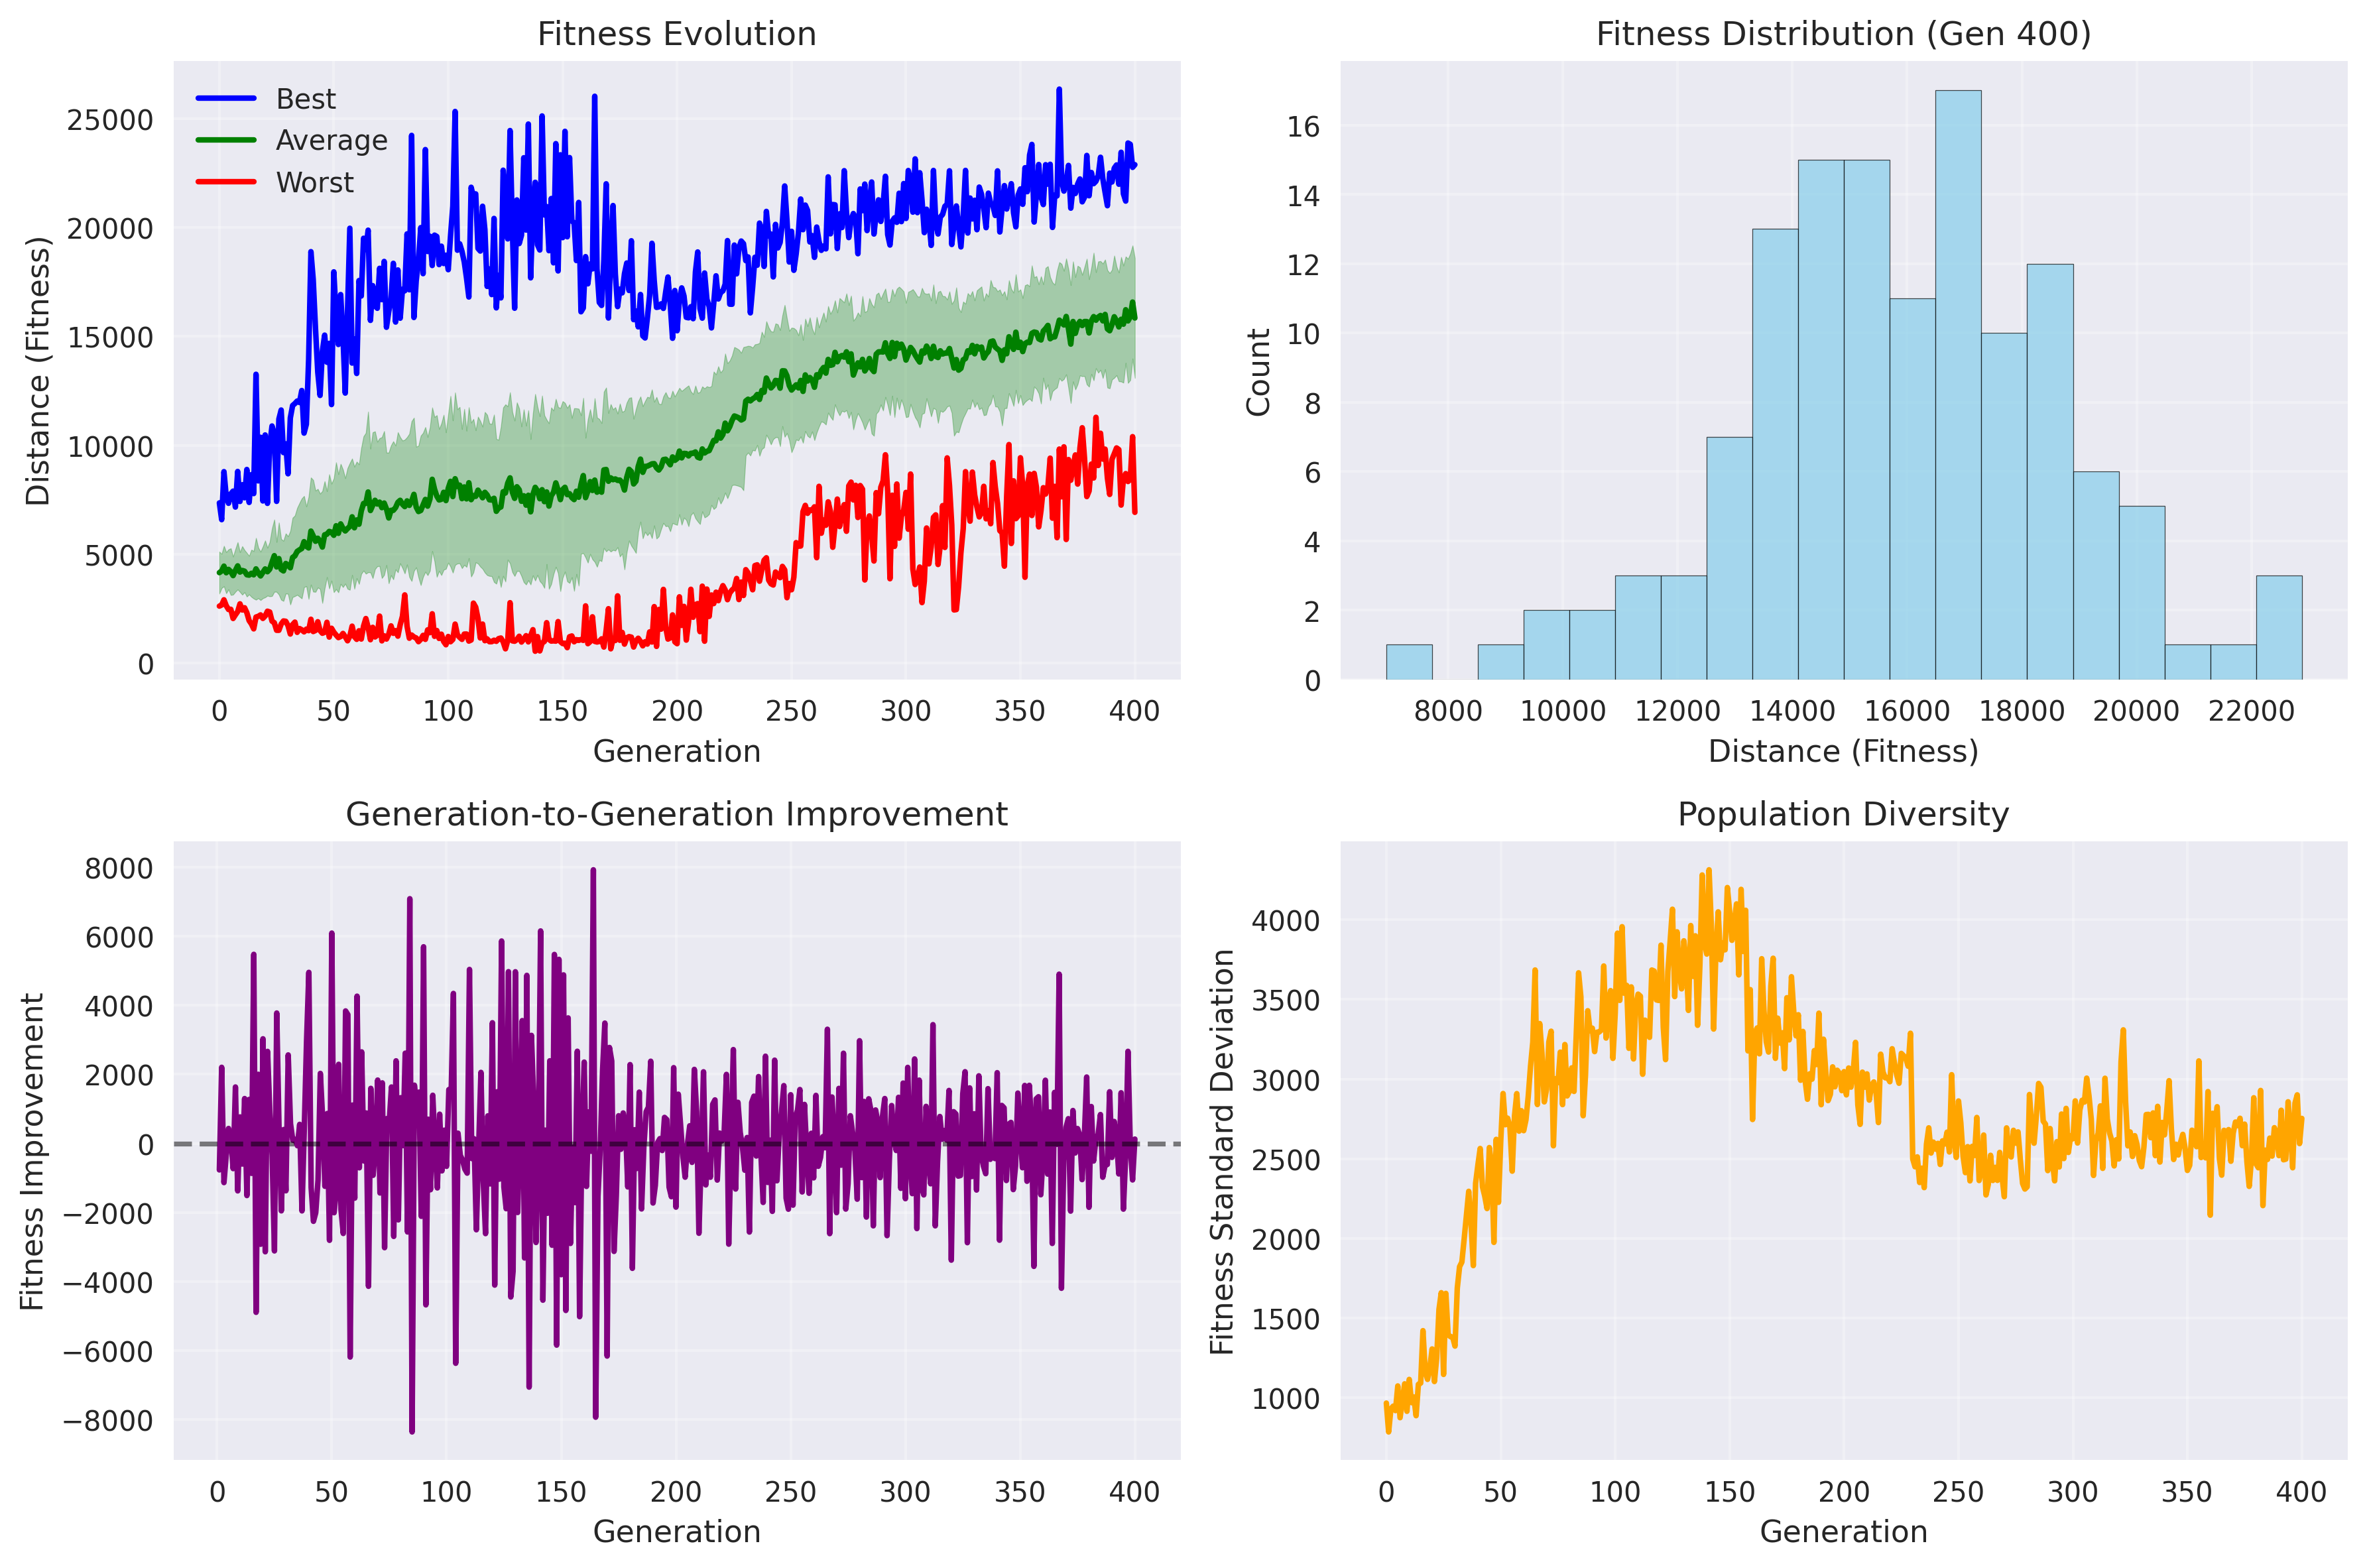 Fitness Evolution
Distance (Fitness)
25000
20000
15000
10000
5000
0
Best
Average
Worst
0 50 100 150 200 250 300 350 400
Generation
Fitness Distribution (Gen 400)
Count
16
14
12
10
8
6
4
2
0
8000 10000 12000 14000 16000 18000 20000 22000
Distance (Fitness)
Generation-to-Generation Improvement
Fitness Improvement
8000
6000
4000
2000
0
−2000
−4000
−6000
−8000
0 50 100 150 200 250 300 350 400
Generation
Population Diversity
Fitness Standard Deviation
4000
3500
3000
2500
2000
1500
1000
0 50 100 150 200 250 300 350 400
Generation